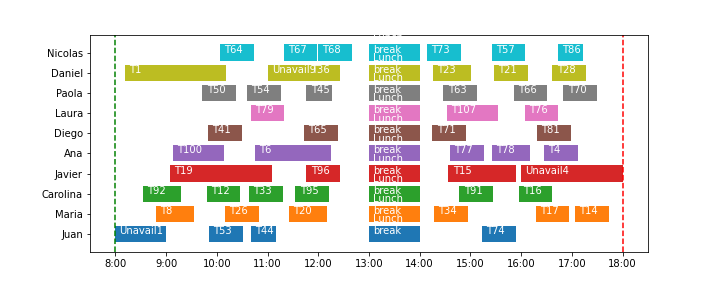 Nicolas T64 T67 T68 Lunch break T73 T57 T86
Daniel T1 Unavail9 T36 Lunch break T23 T21 T28
Paola T50 T54 T45 Lunch break T63 T66 T70
Laura T79 Lunch break T107 T76
Diego T41 T65 Lunch break T71 T81
Ana T100 T6 Lunch break T77 T78 T4
Javier T19 T96 Lunch break T15 Unavail4
Carolina T92 T12 T33 T95 Lunch break T91 T16
Maria T8 T26 T20 Lunch break T34 T17 T14
Juan Unavail1 T53 T44 Lunch break T74
8:00 9:00 10:00 11:00 12:00 13:00 14:00 15:00 16:00 17:00 18:00